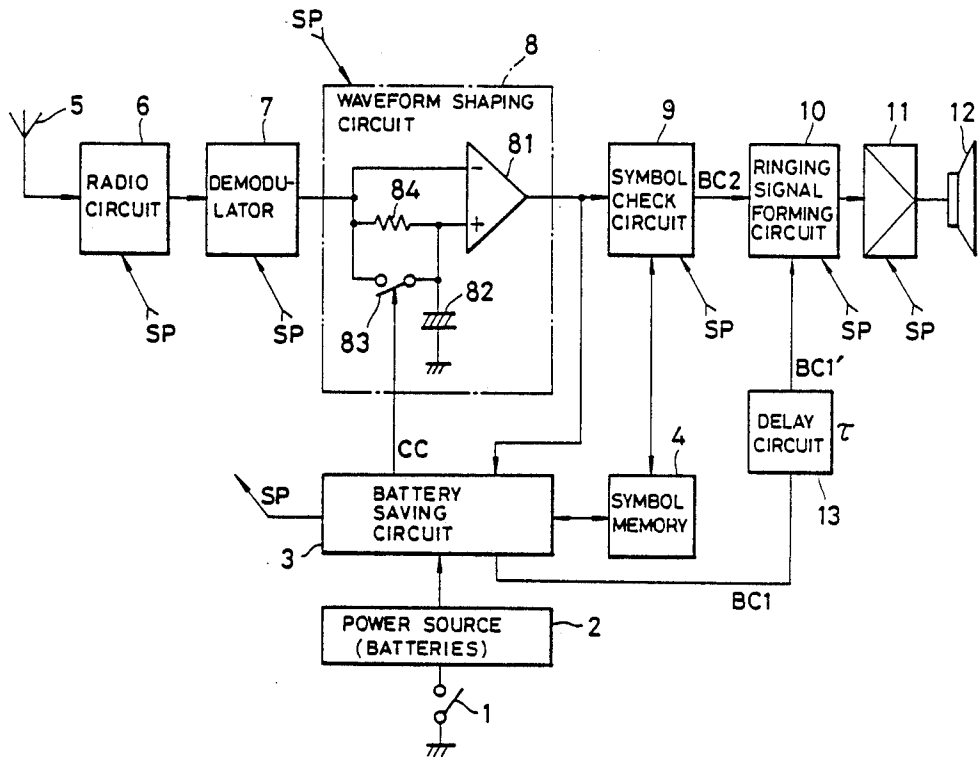 SP
8
5
6
7
WAVEFORM SHAPING
CIRCUIT
81
9
10
11
12
RADIO
CIRCUIT
DEMODU-
LATOR
84
-
+
SYMBOL
CHECK
CIRCUIT
BC2
RINGING
SIGNAL
FORMING
CIRCUIT
83
82
SP
SP
SP
SP
SP
BC1′
CC
4
DELAY
CIRCUIT
τ
SP
BATTERY
SAVING
CIRCUIT
SYMBOL
MEMORY
13
3
BC1
POWER SOURCE
(BATTERIES)
2
1